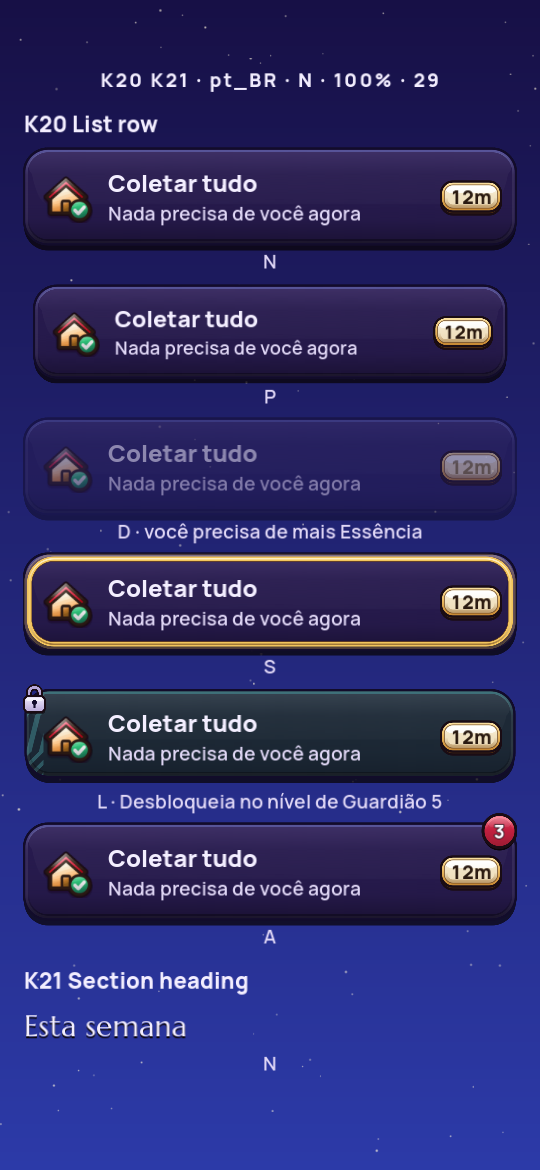 K20 K21 · pt_BR · N · 100% · 29
K20 List row
Coletar tudo
Nada precisa de você agora
12m
N
Coletar tudo
Nada precisa de você agora
12m
P
Coletar tudo
Nada precisa de você agora
12m
D · você precisa de mais Essência
Coletar tudo
Nada precisa de você agora
12m
S
Coletar tudo
Nada precisa de você agora
12m
L · Desbloqueia no nível de Guardião 5
3
Coletar tudo
Nada precisa de você agora
12m
A
K21 Section heading
Esta semana
N